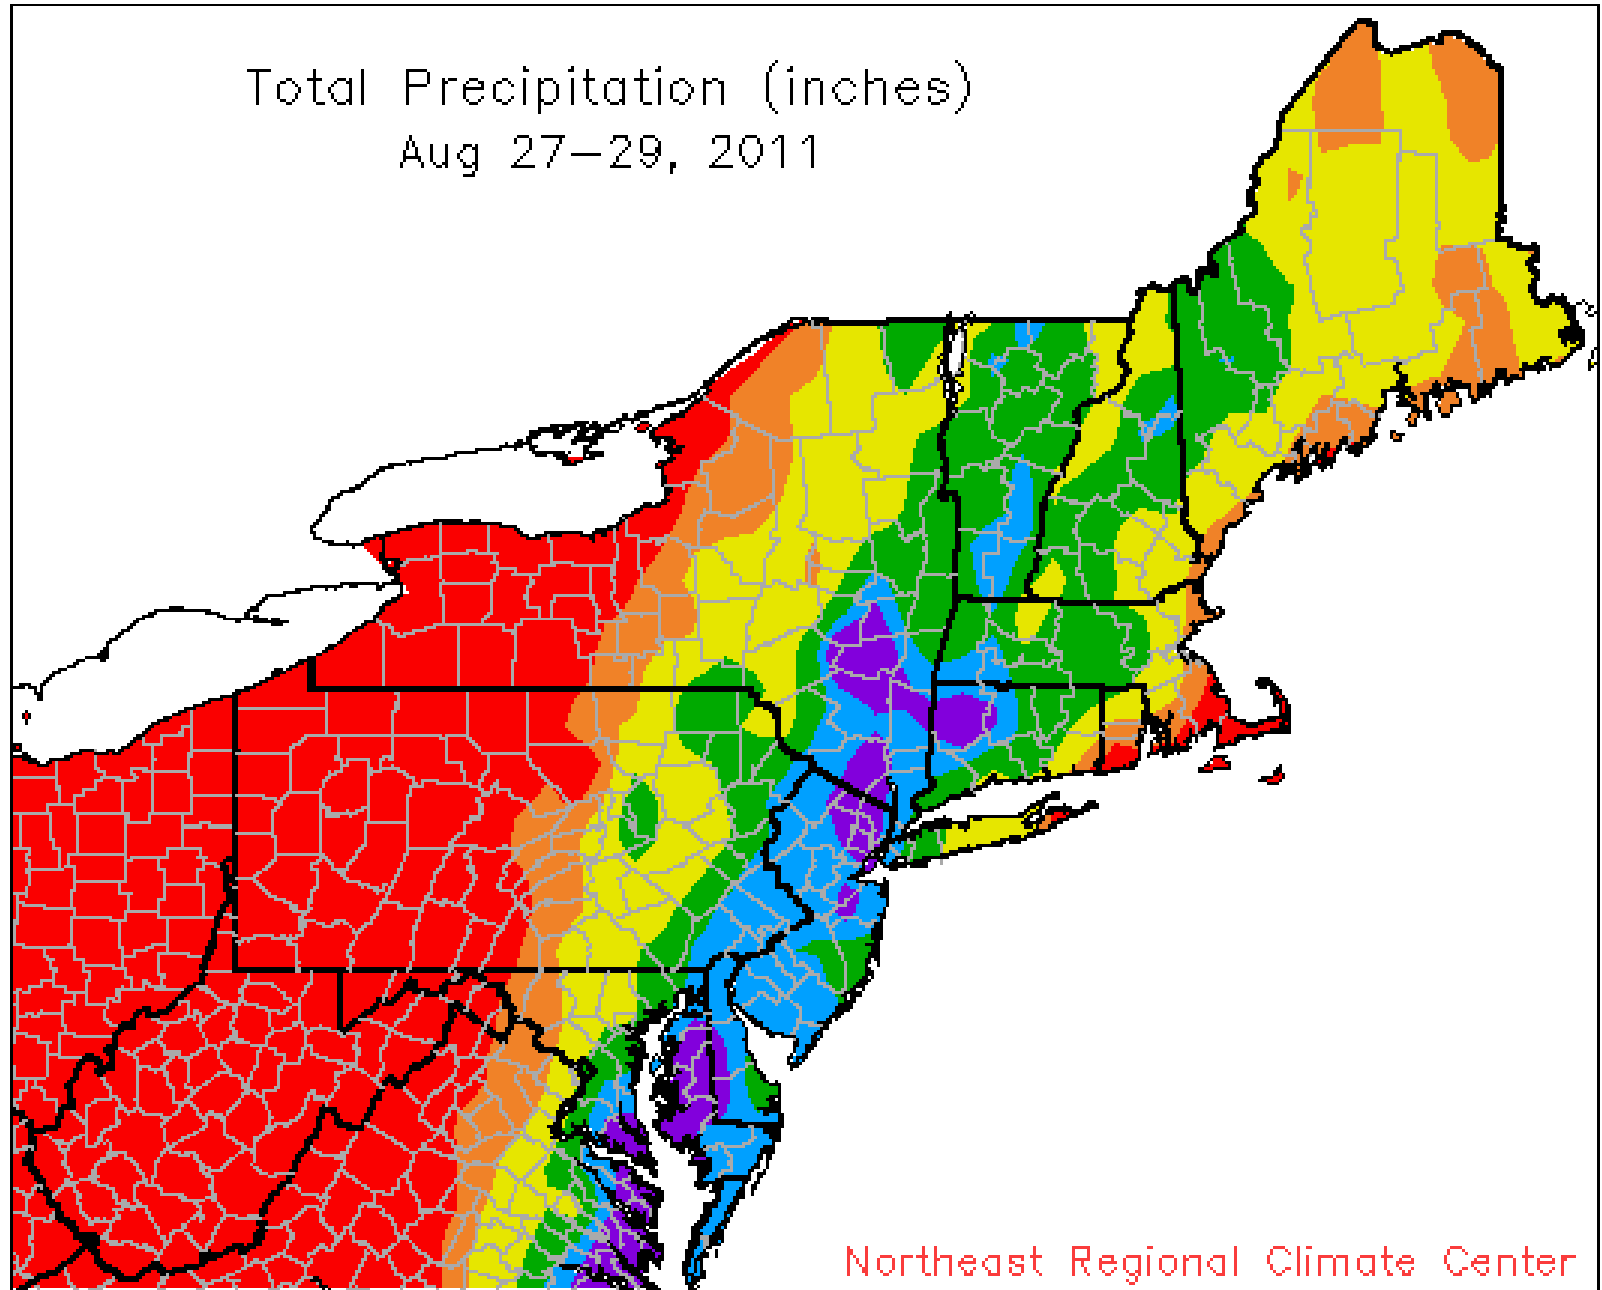 Total Precipitation (inches)
Aug 27-29, 2011
Northeast Regional Climate Center